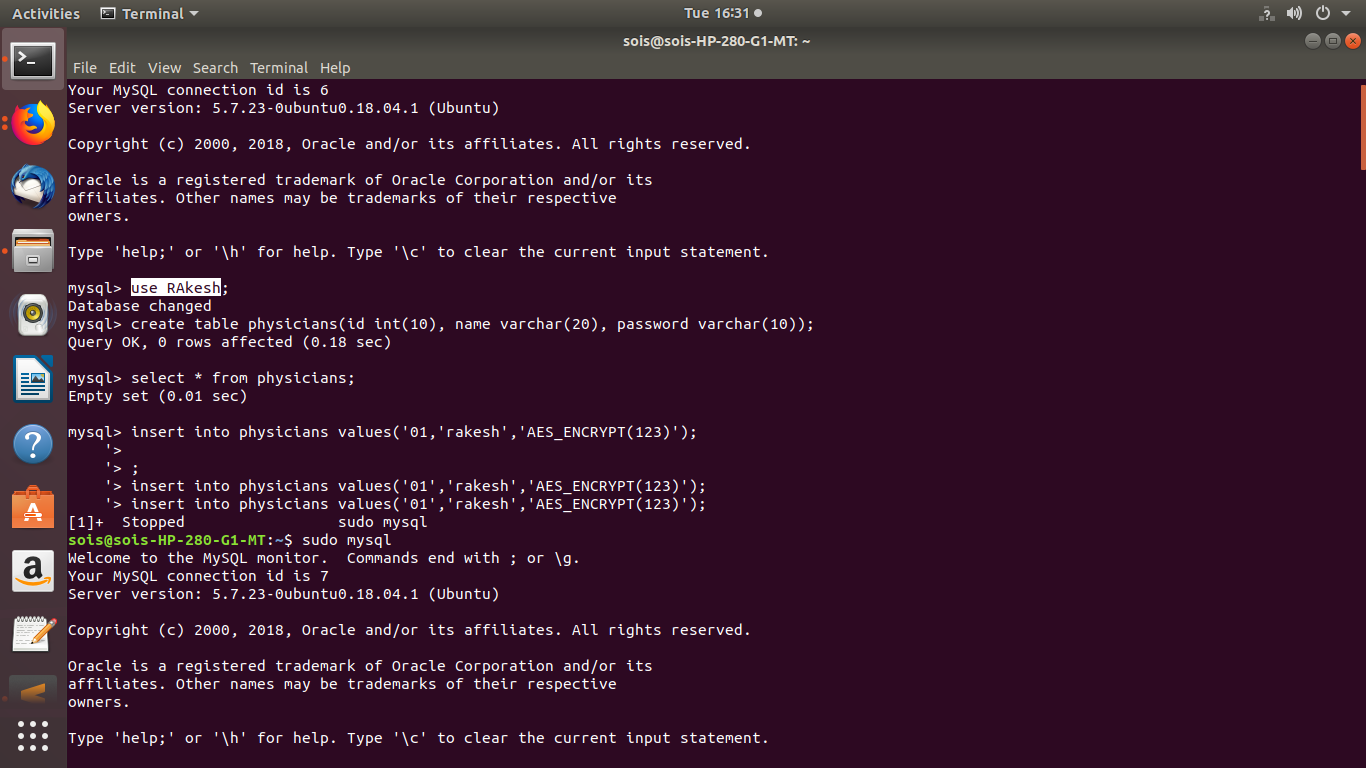 Activities Terminal Tue 16:31
sois@sois-HP-280-G1-MT: ~
File Edit View Search Terminal Help
Your MySQL connection id is 6
Server version: 5.7.23-0ubuntu0.18.04.1 (Ubuntu)
Copyright (c) 2000, 2018, Oracle and/or its affiliates. All rights reserved.
Oracle is a registered trademark of Oracle Corporation and/or its
affiliates. Other names may be trademarks of their respective
owners.
Type 'help;' or '\h' for help. Type '\c' to clear the current input statement.
mysql> use RAkesh;
Database changed
mysql> create table physicians(id int(10), name varchar(20), password varchar(10));
Query OK, 0 rows affected (0.18 sec)
mysql> select * from physicians;
Empty set (0.01 sec)
mysql> insert into physicians values('01,'rakesh','AES_ENCRYPT(123)');
'>
'> ;
'> insert into physicians values('01','rakesh','AES_ENCRYPT(123)');
'> insert into physicians values('01','rakesh','AES_ENCRYPT(123)');
[1]+  Stopped                 sudo mysql
sois@sois-HP-280-G1-MT:~$ sudo mysql
Welcome to the MySQL monitor.  Commands end with ; or \g.
Your MySQL connection id is 7
Server version: 5.7.23-0ubuntu0.18.04.1 (Ubuntu)
Copyright (c) 2000, 2018, Oracle and/or its affiliates. All rights reserved.
Oracle is a registered trademark of Oracle Corporation and/or its
affiliates. Other names may be trademarks of their respective
owners.
Type 'help;' or '\h' for help. Type '\c' to clear the current input statement.